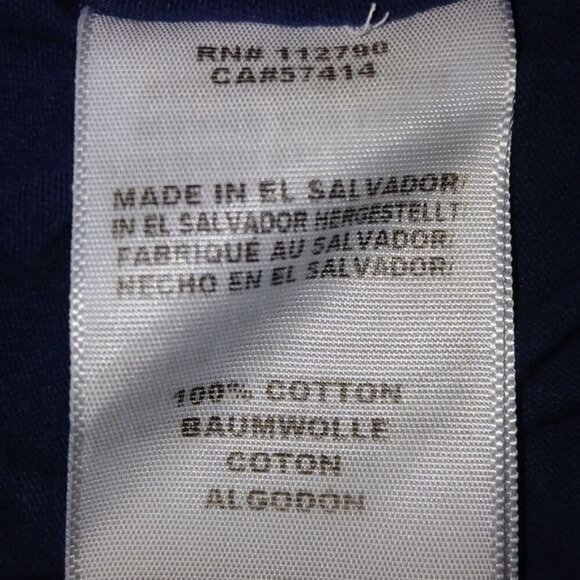 RN# 112790
CA#57414
MADE IN EL SALVADOR/
IN EL SALVADOR HERGESTELLT/
FABRIQUÉ AU SALVADOR/
HECHO EN EL SALVADOR/
100% COTTON
BAUMWOLLE
COTON
ALGODON